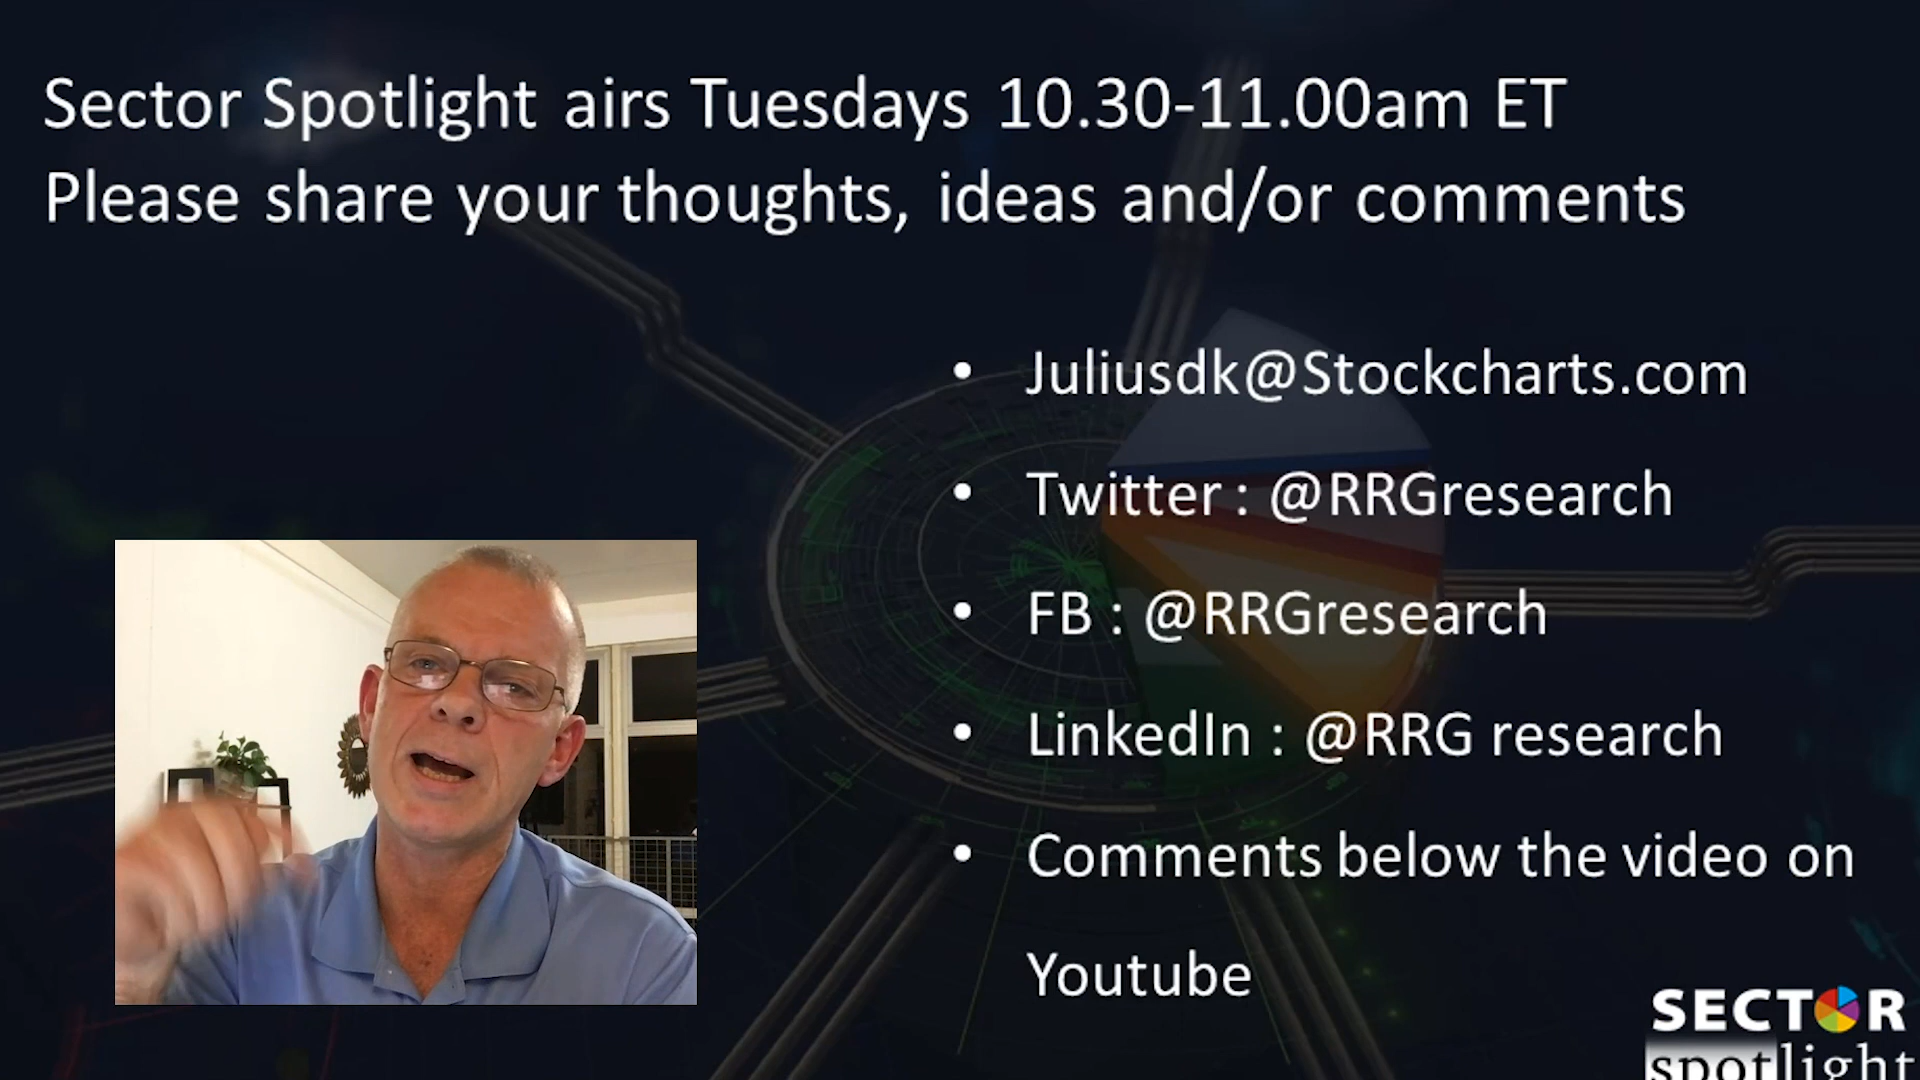 Sector Spotlight airs Tuesdays 10.30-11.00am ET
Please share your thoughts, ideas and/or comments
• Juliusdk@Stockcharts.com
• Twitter : @RRGresearch
• FB : @RRGresearch
• LinkedIn : @RRG research
• Comments below the video on
Youtube
SECTOR
spotlight